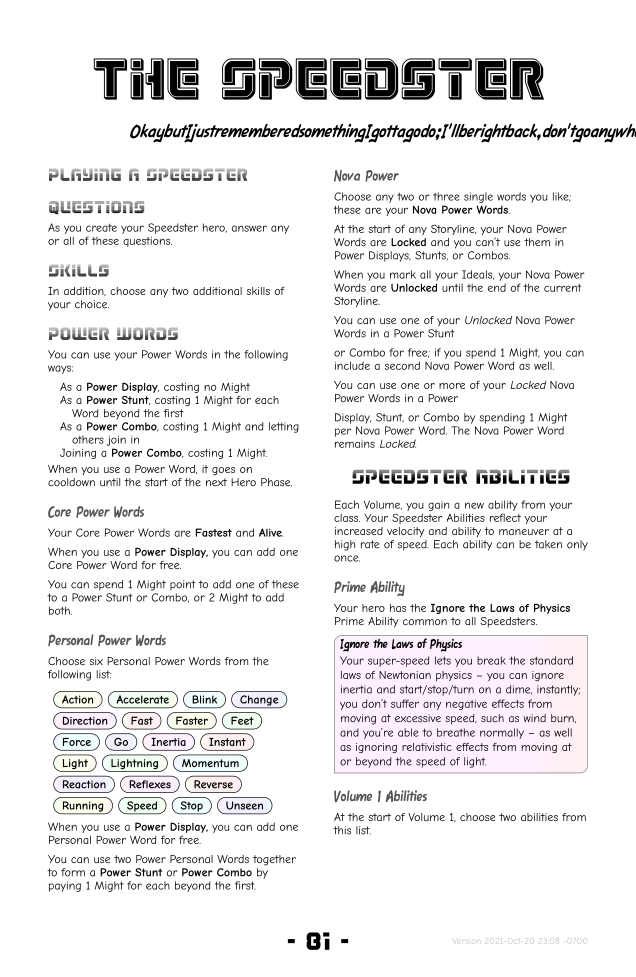 THE SPEEDSTER
OkaybutIjustrememberedsomethingIgottagodo;I'llberightback,don'tgoanywh
PLAYING A SPEEDSTER
QUESTIONS
As you create your Speedster hero, answer any
or all of these questions.
SKILLS
In addition, choose any two additional skills of
your choice.
POWER WORDS
You can use your Power Words in the following
ways:
As a Power Display, costing no Might
As a Power Stunt, costing 1 Might for each
Word beyond the first
As a Power Combo, costing 1 Might and letting
others join in
Joining a Power Combo, costing 1 Might.
When you use a Power Word, it goes on
cooldown until the start of the next Hero Phase.
Core Power Words
Your Core Power Words are Fastest and Alive.
When you use a Power Display, you can add one
Core Power Word for free.
You can spend 1 Might point to add one of these
to a Power Stunt or Combo, or 2 Might to add
both.
Personal Power Words
Choose six Personal Power Words from the
following list:
Action Accelerate Blink Change
Direction Fast Faster Feet
Force Go Inertia Instant
Light Lightning Momentum
Reaction Reflexes Reverse
Running Speed Stop Unseen
When you use a Power Display, you can add one
Personal Power Word for free.
You can use two Power Personal Words together
to form a Power Stunt or Power Combo by
paying 1 Might for each beyond the first.
Nova Power
Choose any two or three single words you like;
these are your Nova Power Words.
At the start of any Storyline, your Nova Power
Words are Locked and you can't use them in
Power Displays, Stunts, or Combos.
When you mark all your Ideals, your Nova Power
Words are Unlocked until the end of the current
Storyline.
You can use one of your Unlocked Nova Power
Words in a Power Stunt
or Combo for free; if you spend 1 Might, you can
include a second Nova Power Word as well.
You can use one or more of your Locked Nova
Power Words in a Power
Display, Stunt, or Combo by spending 1 Might
per Nova Power Word. The Nova Power Word
remains Locked.
SPEEDSTER ABILITIES
Each Volume, you gain a new ability from your
class. Your Speedster Abilities reflect your
increased velocity and ability to maneuver at a
high rate of speed. Each ability can be taken only
once.
Prime Ability
Your hero has the Ignore the Laws of Physics
Prime Ability common to all Speedsters.
Ignore the Laws of Physics
Your super-speed lets you break the standard
laws of Newtonian physics – you can ignore
inertia and start/stop/turn on a dime, instantly;
you don't suffer any negative effects from
moving at excessive speed, such as wind burn,
and you're able to breathe normally – as well
as ignoring relativistic effects from moving at
or beyond the speed of light.
Volume 1 Abilities
At the start of Volume 1, choose two abilities from
this list.
- 81 -
Version 2021-Oct-20 23:08 -0700